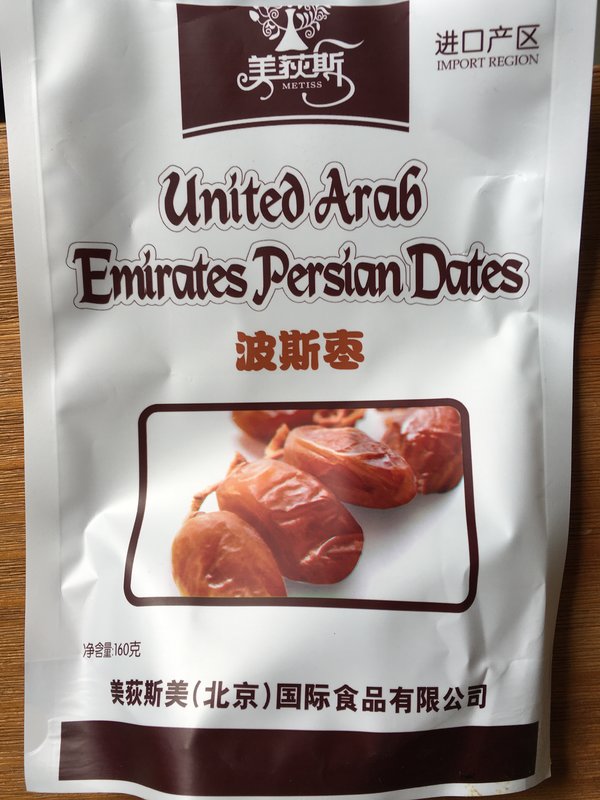 美荻斯
METISS
进口产区
IMPORT REGION
United Arab
Emirates Persian Dates
波斯枣
净含量:160克
美荻斯美(北京)国际食品有限公司